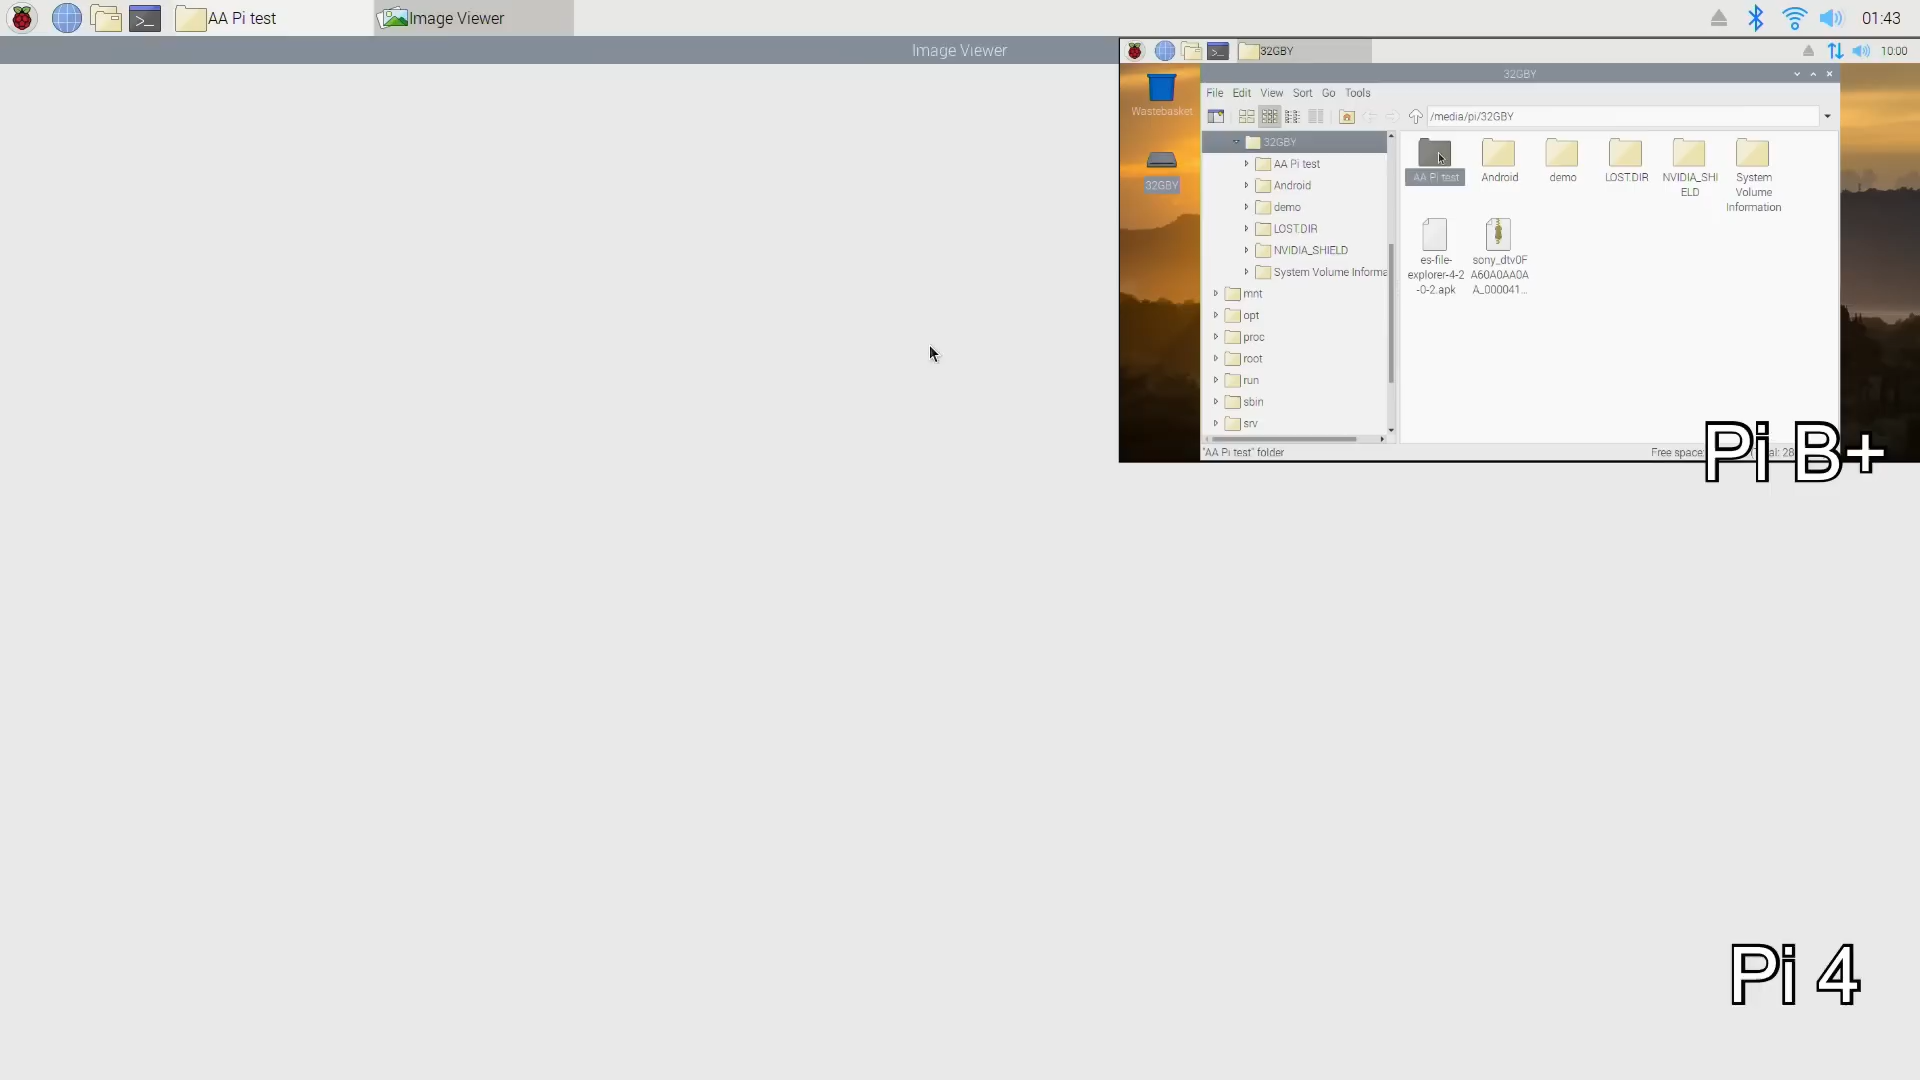 AA Pi test
Image Viewer
01:43
Image Viewer
32GBY
10:00
32GBY
File Edit View Sort Go Tools
/media/pi/32GBY
Wastebasket
32GBY
32GBY
AA Pi test
Android
demo
LOST.DIR
NVIDIA_SHIELD
System Volume Informa
mnt
opt
proc
root
run
sbin
srv
AA Pi test
Android
demo
LOST.DIR
NVIDIA_SHI
ELD
System
Volume
Information
es-file-
explorer-4-2
-0-2.apk
sony_dtv0F
A60A0AA0A
A_000041...
"AA Pi test" folder
Free space:
Pi B+
Pi 4